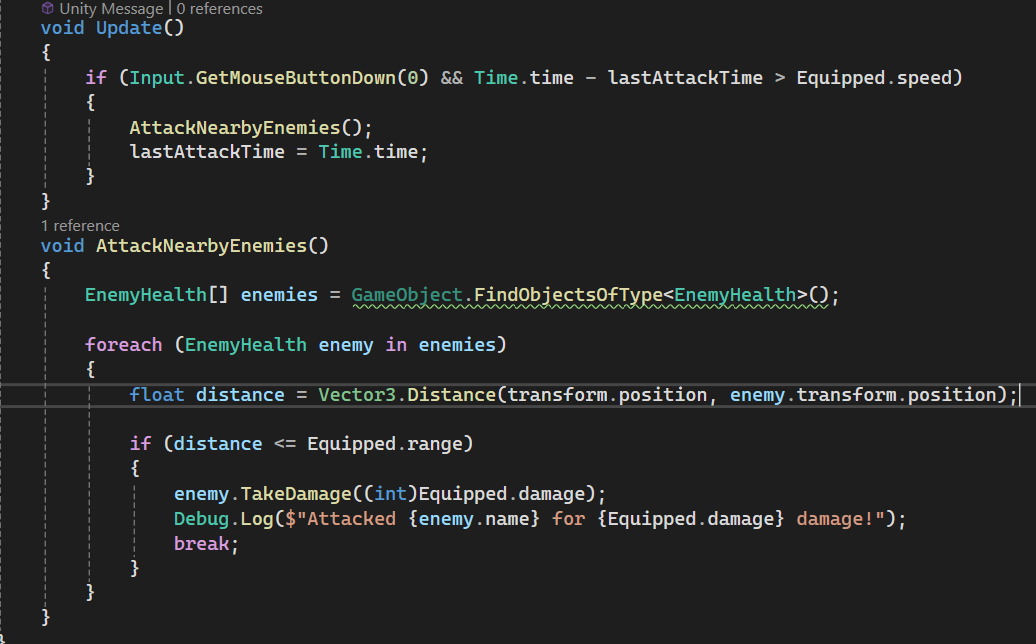 Unity Message | 0 references
void Update()
{
if (Input.GetMouseButtonDown(0) && Time.time - lastAttackTime > Equipped.speed)
{
AttackNearbyEnemies();
lastAttackTime = Time.time;
}
}
1 reference
void AttackNearbyEnemies()
{
EnemyHealth[] enemies = GameObject.FindObjectsOfType<EnemyHealth>();
foreach (EnemyHealth enemy in enemies)
{
float distance = Vector3.Distance(transform.position, enemy.transform.position);
if (distance <= Equipped.range)
{
enemy.TakeDamage((int)Equipped.damage);
Debug.Log($"Attacked {enemy.name} for {Equipped.damage} damage!");
break;
}
}
}
}